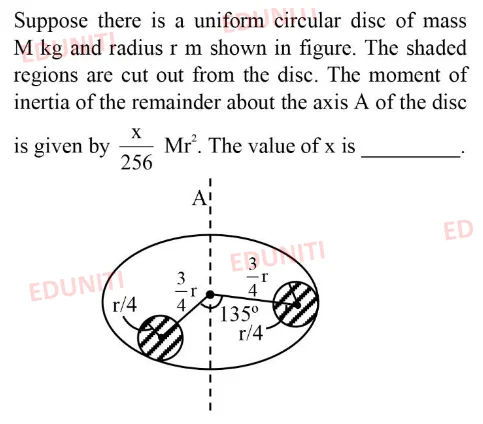 Suppose there is a uniform circular disc of mass
M kg and radius r m shown in figure. The shaded
regions are cut out from the disc. The moment of
inertia of the remainder about the axis A of the disc
is given by x/256 Mr². The value of x is __________.
A
3/4 r
3/4 r
r/4
135º
r/4
EDUNITI
EDUNITI
EDUNITI
EDUNITI
ED